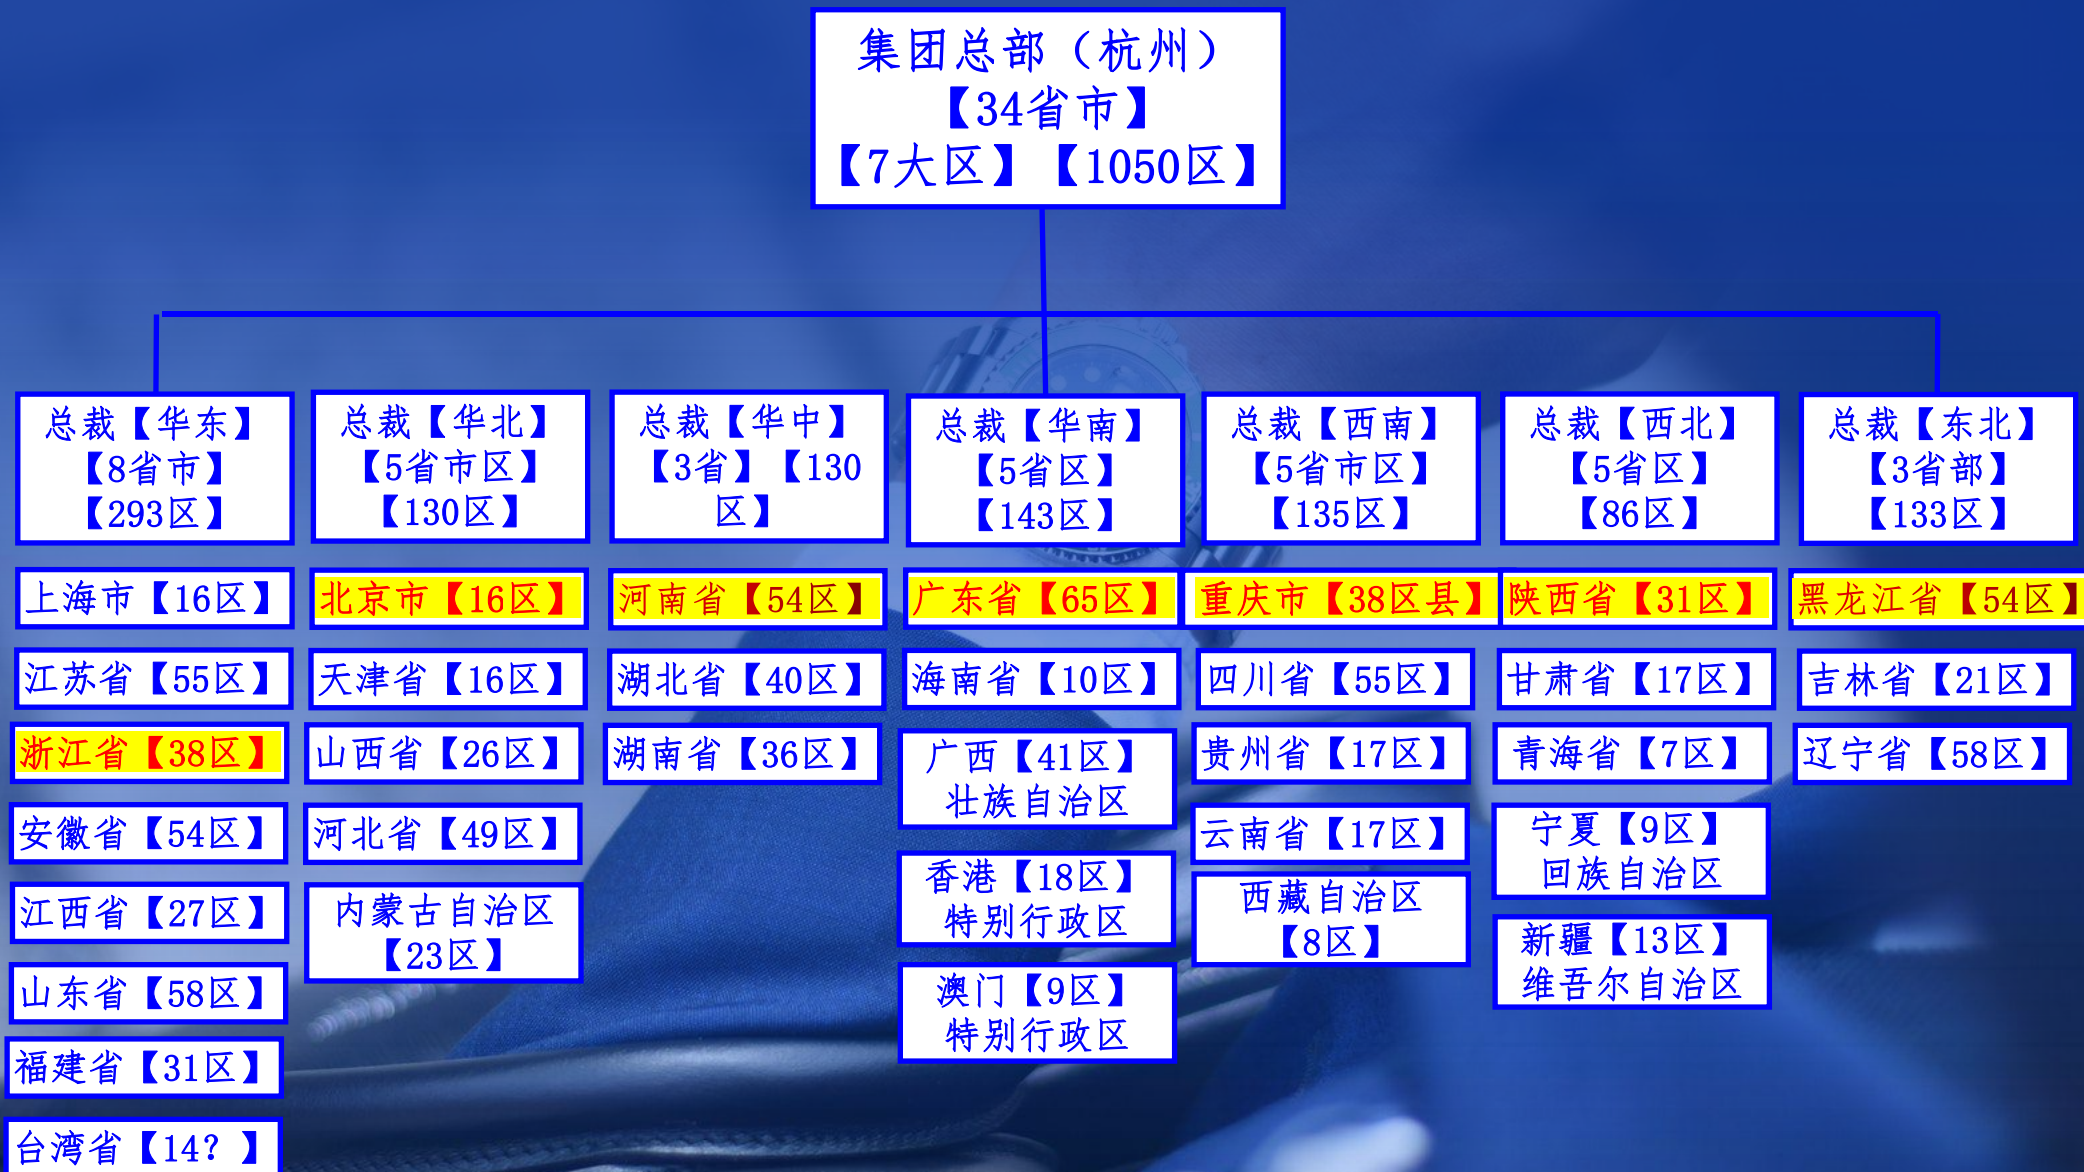 集团总部（杭州）
【34省市】
【7大区】【1050区】
总裁【华东】
【8省市】
【293区】
总裁【华北】
【5省市区】
【130区】
总裁【华中】
【3省】【130
区】
总裁【华南】
【5省区】
【143区】
总裁【西南】
【5省市区】
【135区】
总裁【西北】
【5省区】
【86区】
总裁【东北】
【3省部】
【133区】
上海市【16区】
江苏省【55区】
浙江省【38区】
安徽省【54区】
江西省【27区】
山东省【58区】
福建省【31区】
台湾省【14？】
北京市【16区】
天津省【16区】
山西省【26区】
河北省【49区】
内蒙古自治区
【23区】
河南省【54区】
湖北省【40区】
湖南省【36区】
广东省【65区】
海南省【10区】
广西【41区】
壮族自治区
香港【18区】
特别行政区
澳门【9区】
特别行政区
重庆市【38区县】
四川省【55区】
贵州省【17区】
云南省【17区】
西藏自治区
【8区】
陕西省【31区】
甘肃省【17区】
青海省【7区】
宁夏【9区】
回族自治区
新疆【13区】
维吾尔自治区
黑龙江省【54区】
吉林省【21区】
辽宁省【58区】